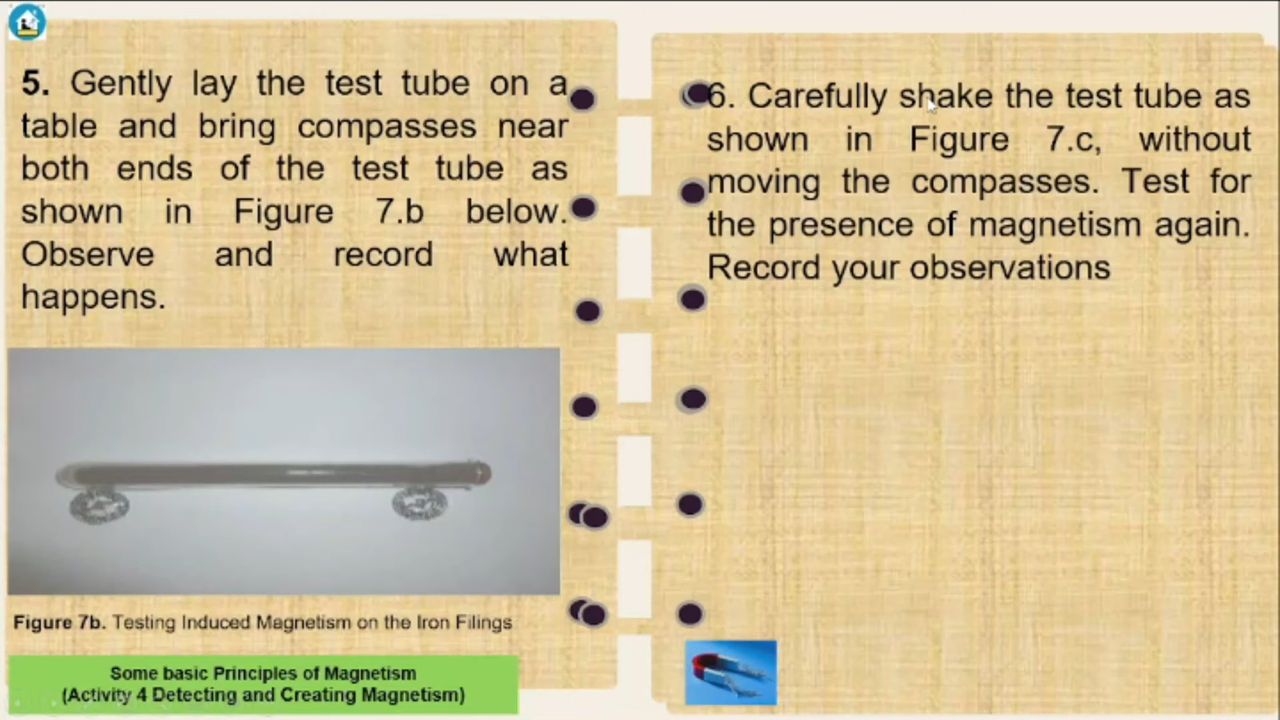 5. Gently lay the test tube on a
table and bring compasses near
both ends of the test tube as
shown in Figure 7.b below.
Observe and record what
happens.
Figure 7b. Testing Induced Magnetism on the Iron Filings
Some basic Principles of Magnetism
(Activity 4 Detecting and Creating Magnetism)
6. Carefully shake the test tube as
shown in Figure 7.c, without
moving the compasses. Test for
the presence of magnetism again.
Record your observations